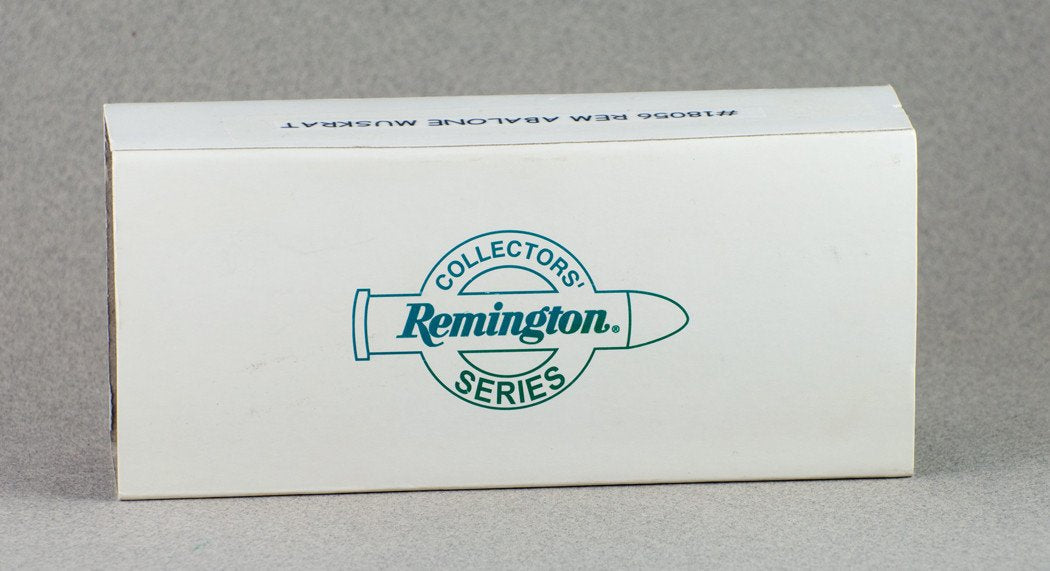 #18056 REM ABALONE MUSKRAT
COLLECTORS'
Remington®
SERIES